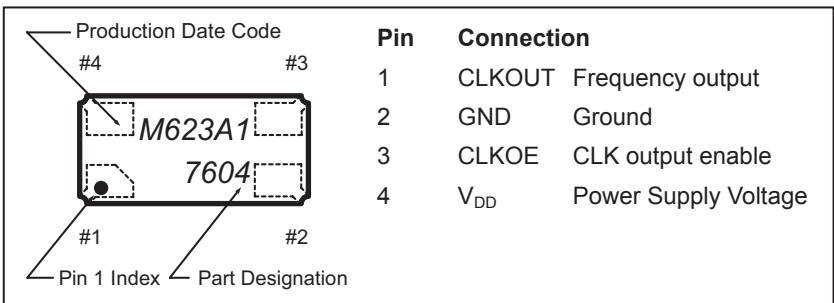 Production Date Code
#4 #3
M623A1
7604
#1 #2
Pin 1 Index Part Designation
Pin Connection
1 CLKOUT Frequency output
2 GND Ground
3 CLKOE CLK output enable
4 VDD Power Supply Voltage